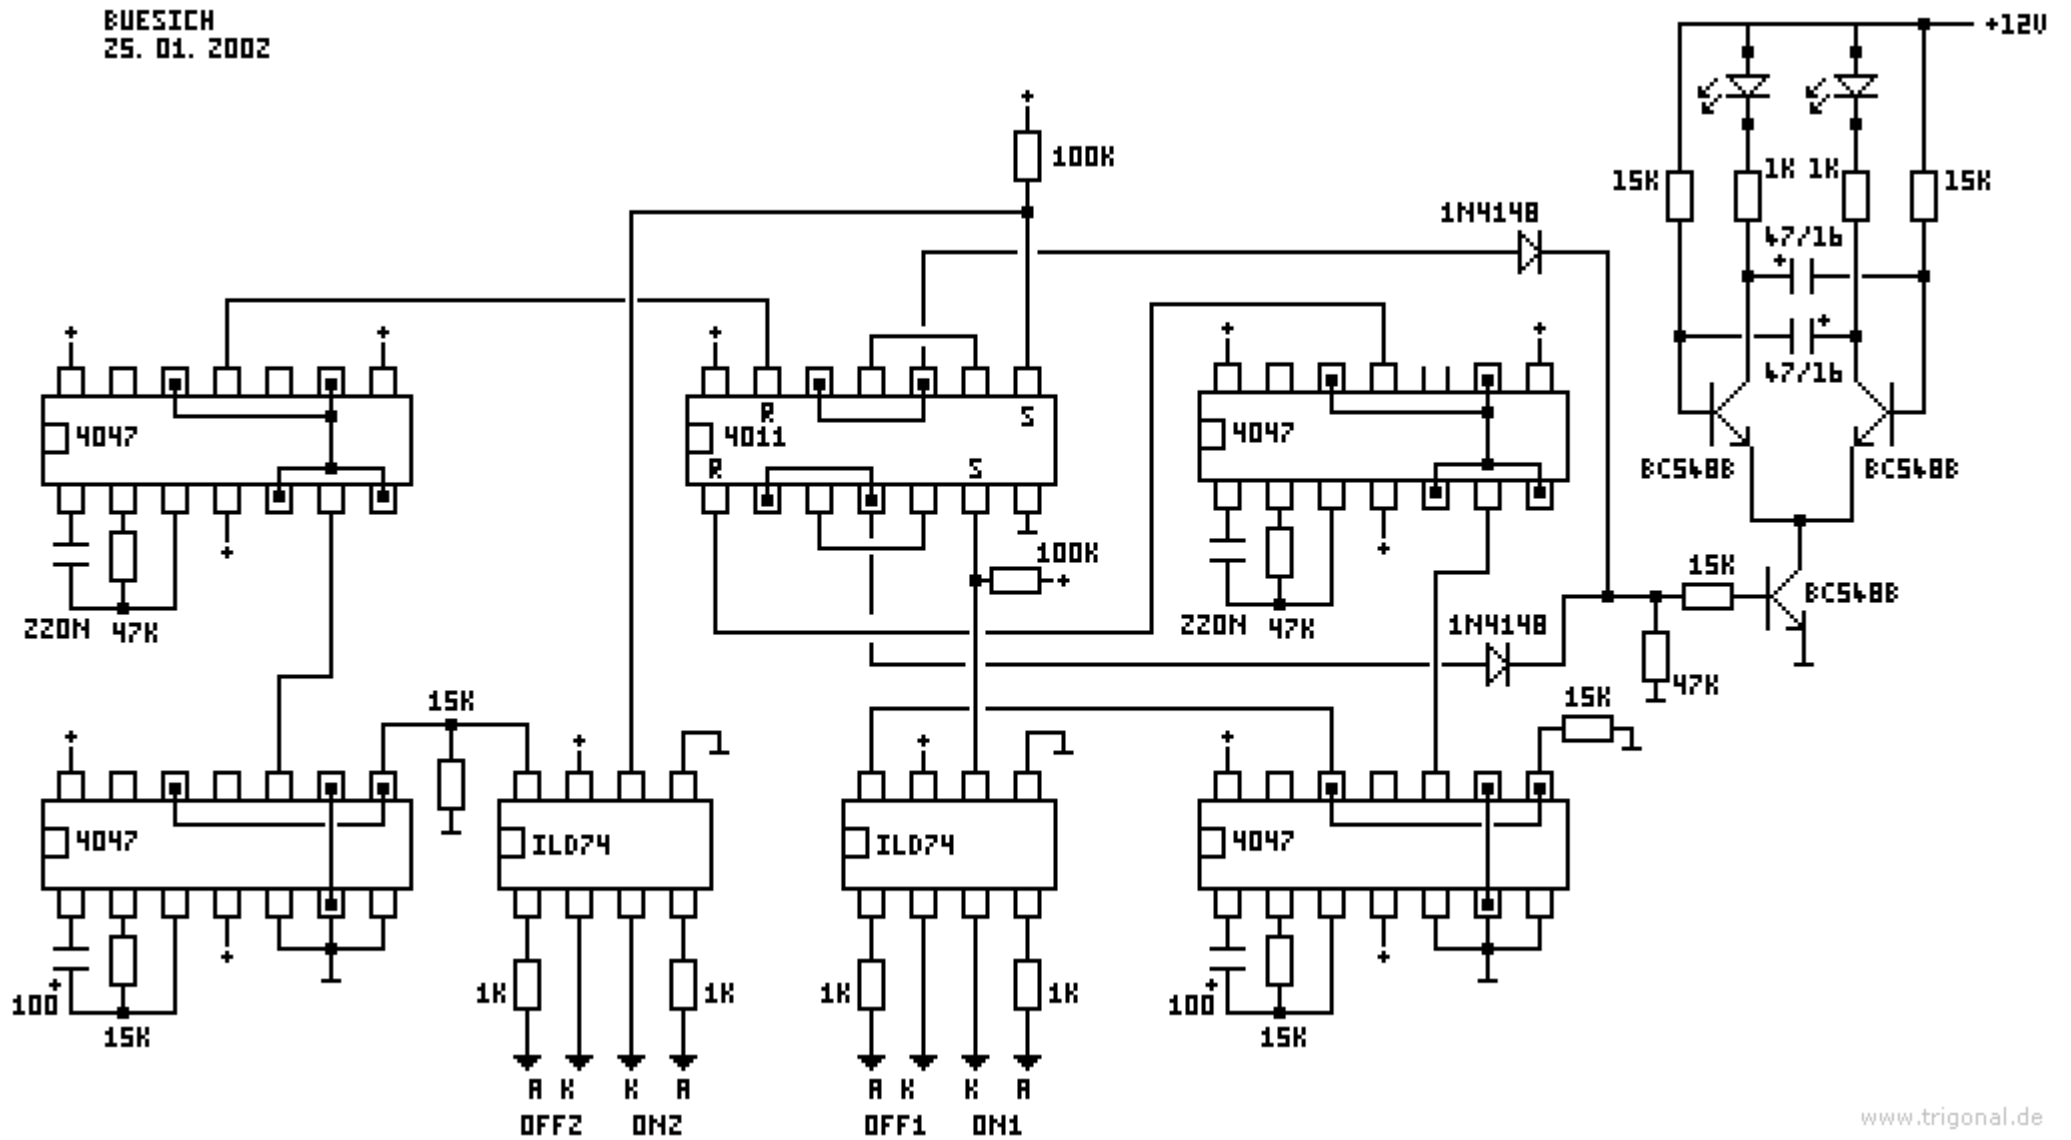 BUESICH
25. 01. 2002
+12V
+
100K
1K 1K
15K
15K
1N4148
47/16
+
+
+
+
+
+
+
+
47/16
R
S
4047
4011
4047
R
S
BC548B
BC548B
+
100K
+
+
15K
BC548B
220N
47K
220N
47K
1N4148
47K
15K
15K
+
+
+
+
4047
ILD74
ILD74
4047
+
+
+
+
100
1K
1K
1K
1K
100
15K
15K
A K
K
A
A K
K
A
OFF2
ON2
OFF1
ON1
www.trigonal.de